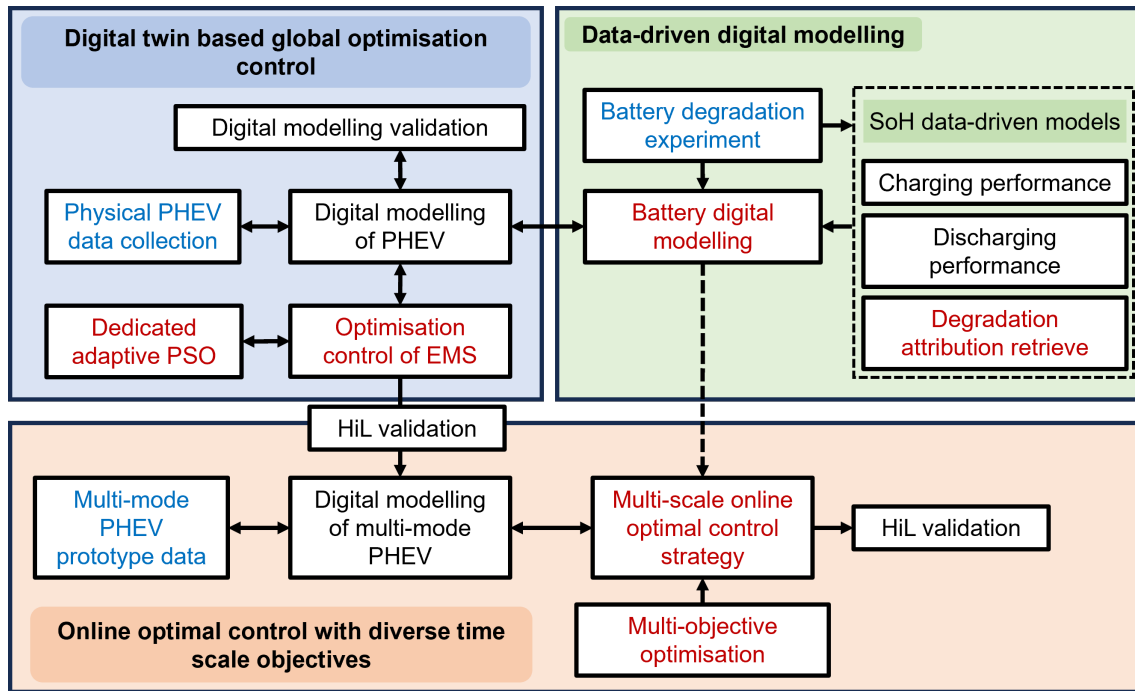 Digital twin based global optimisation
control
Digital modelling validation
Physical PHEV
data collection
Digital modelling
of PHEV
Dedicated
adaptive PSO
Optimisation
control of EMS
Data-driven digital modelling
Battery degradation
experiment
Battery digital
modelling
SoH data-driven models
Charging performance
Discharging
performance
Degradation
attribution retrieve
HiL validation
Multi-mode
PHEV
prototype data
Digital modelling
of multi-mode
PHEV
Multi-scale online
optimal control
strategy
HiL validation
Multi-objective
optimisation
Online optimal control with diverse time
scale objectives